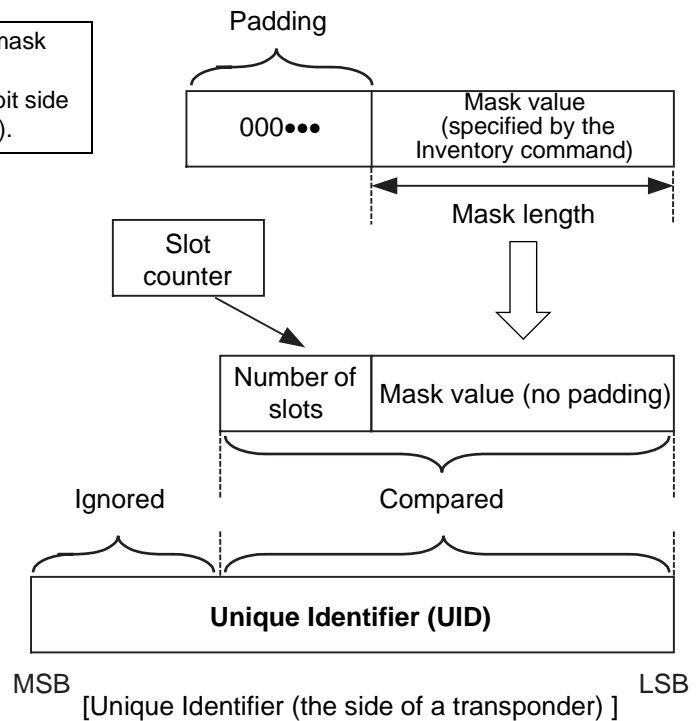 Padding
mask
bit side
).
000•••
Mask value
(specified by the
Inventory command)
Mask length
Slot
counter
Number of
slots
Mask value (no padding)
Ignored
Compared
Unique Identifier (UID)
MSB
LSB
[Unique Identifier (the side of a transponder) ]